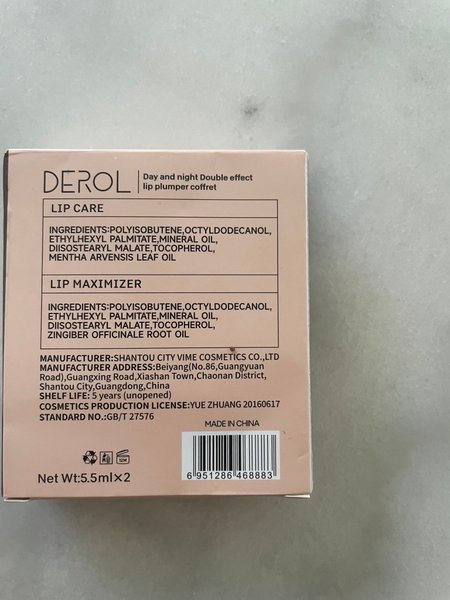 DEROL
Day and night Double effect
lip plumper coffret
LIP CARE
INGREDIENTS:POLYISOBUTENE,OCTYLDODECANOL,
ETHYLHEXYL PALMITATE,MINERAL OIL,
DIISOSTEARYL MALATE,TOCOPHEROL,
MENTHA ARVENSIS LEAF OIL
LIP MAXIMIZER
INGREDIENTS:POLYISOBUTENE,OCTYLDODECANOL,
ETHYLHEXYL PALMITATE,MINERAL OIL,
DIISOSTEARYL MALATE,TOCOPHEROL,
ZINGIBER OFFICINALE ROOT OIL
MANUFACTURER:SHANTOU CITY VIME COSMETICS CO.,LTD
MANUFACTURER ADDRESS:Beiyang(No.86,Guangyuan
Road),Guangxing Road,Xiashan Town,Chaonan District,
Shantou City,Guangdong,China
SHELF LIFE: 5 years (unopened)
COSMETICS PRODUCTION LICENSE:YUE ZHUANG 20160617
STANDARD NO.:GB/T 27576
MADE IN CHINA
12M
Net Wt:5.5ml×2
6 951286 468883